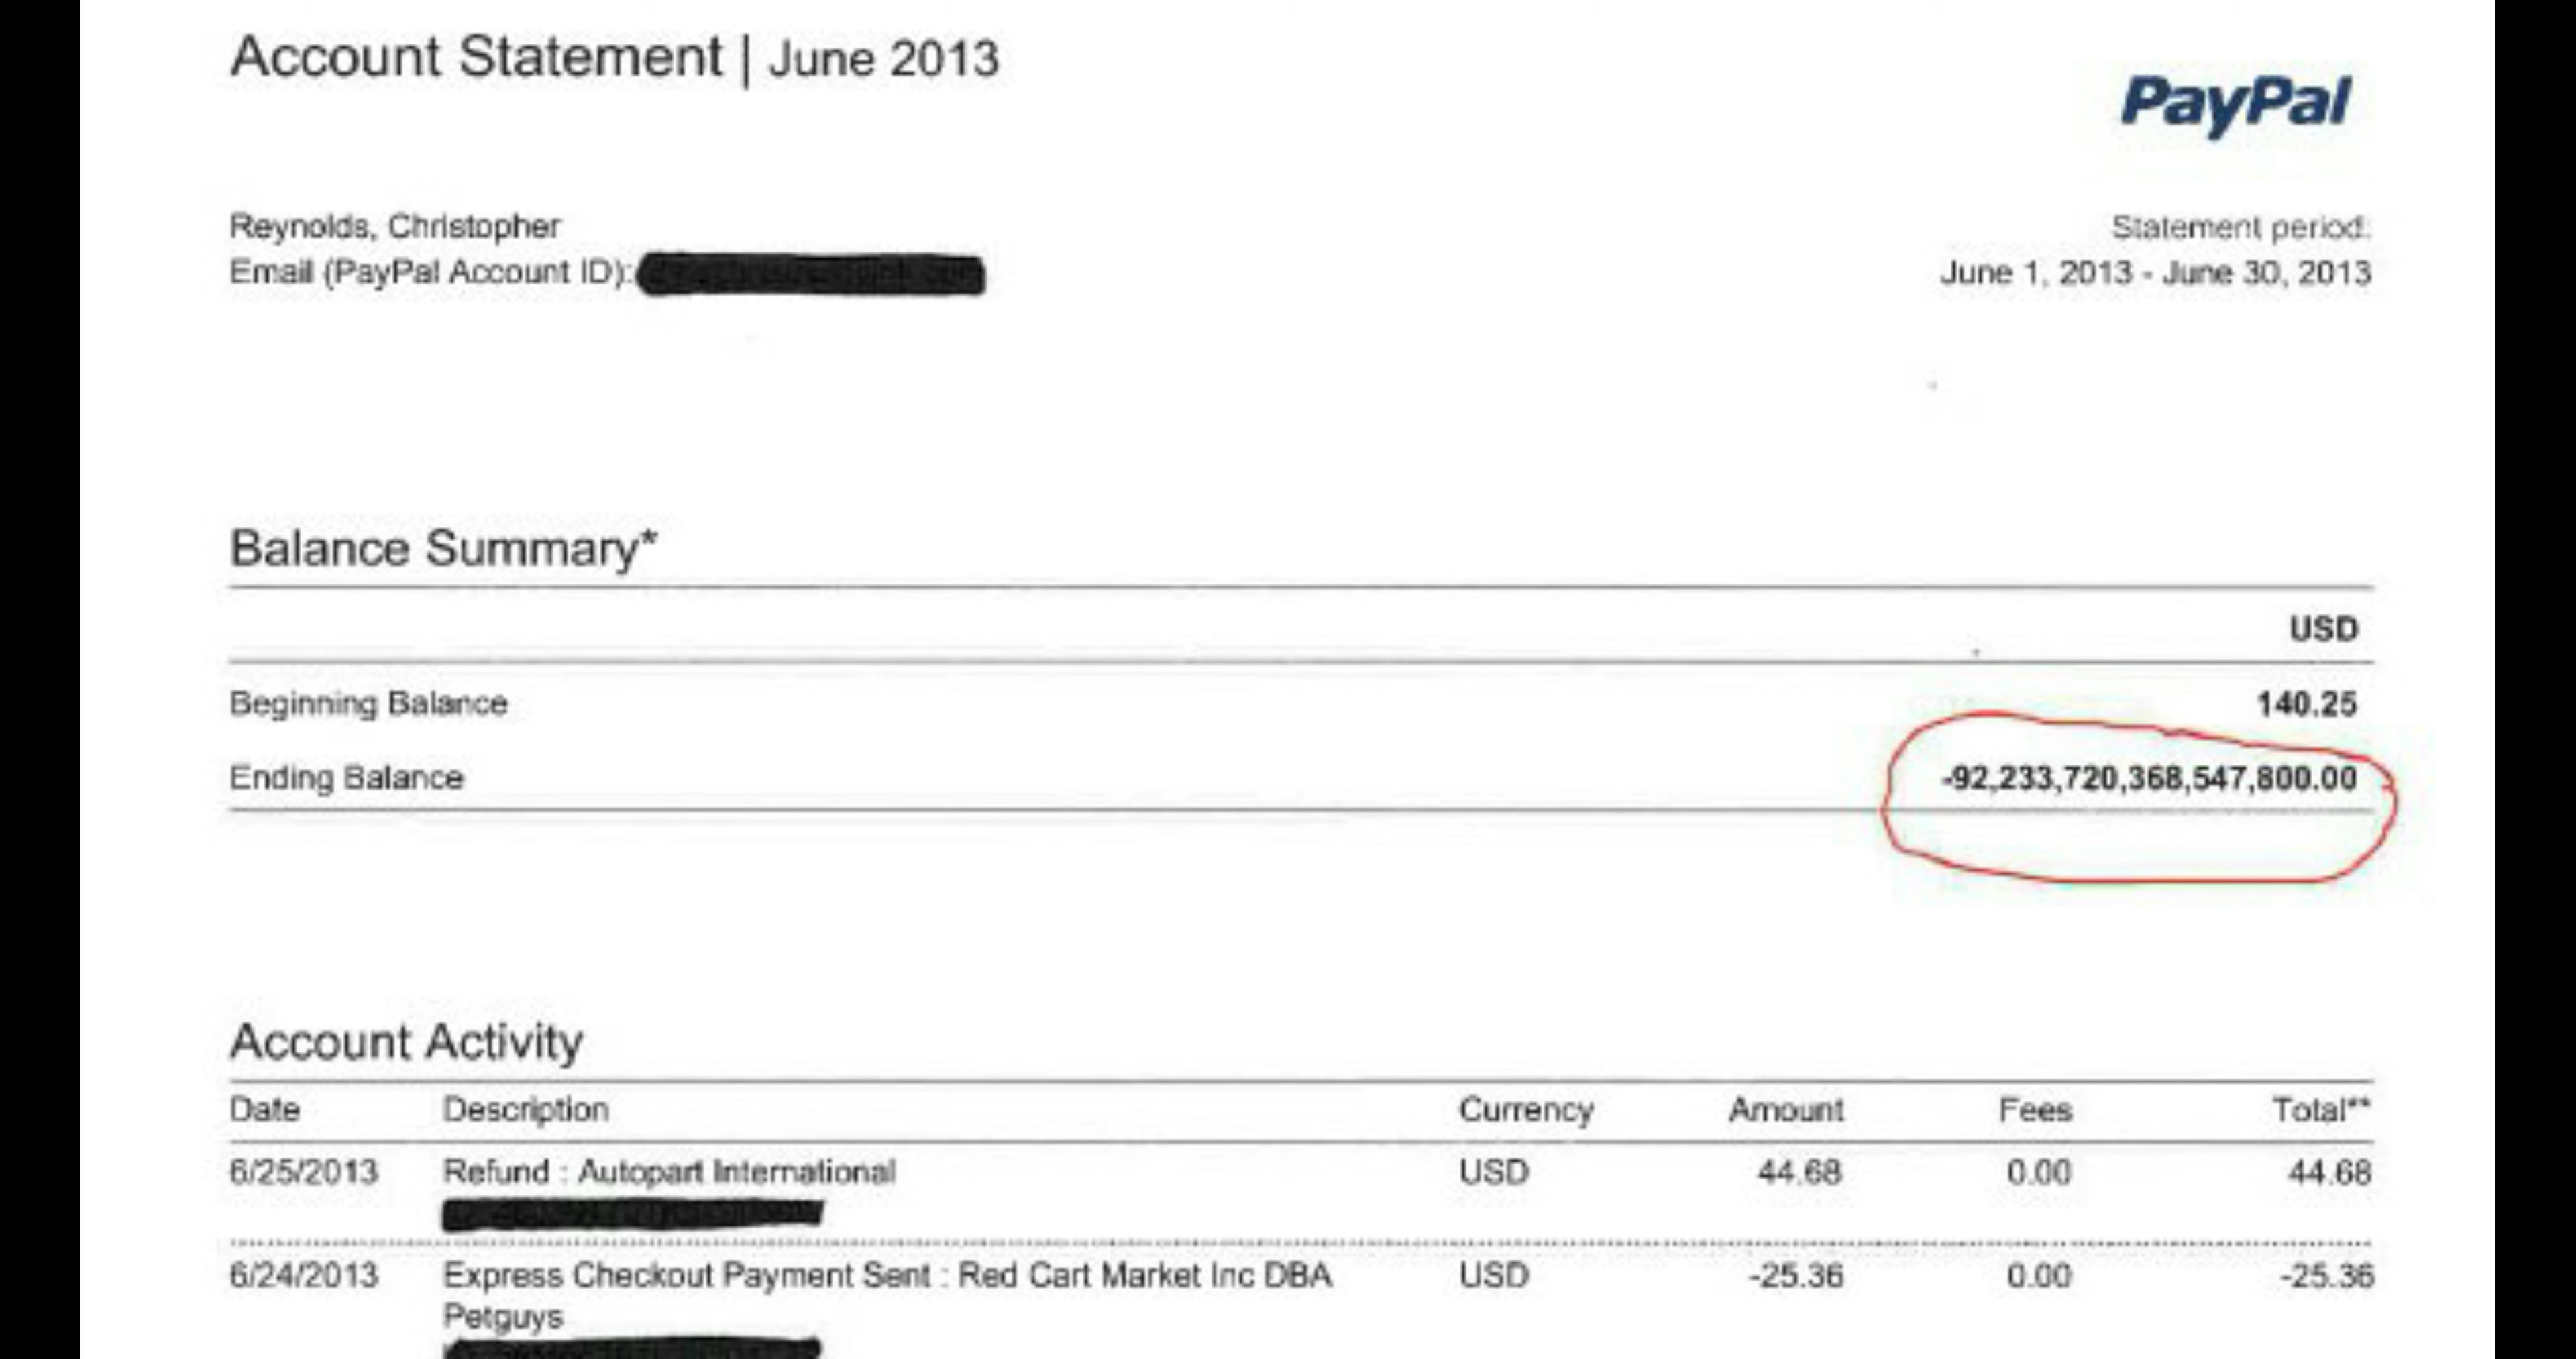 Account Statement | June 2013
PayPal
Reynolds, Christopher
Email (PayPal Account ID):
Statement period:
June 1, 2013 - June 30, 2013
Balance Summary*
USD
Beginning Balance 140.25
Ending Balance -92,233,720,368,547,800.00
Account Activity
Date Description Currency Amount Fees Total**
6/25/2013 Refund : Autopart International USD 44.68 0.00 44.68
6/24/2013 Express Checkout Payment Sent : Red Cart Market Inc DBA USD -25.36 0.00 -25.36
Petguys